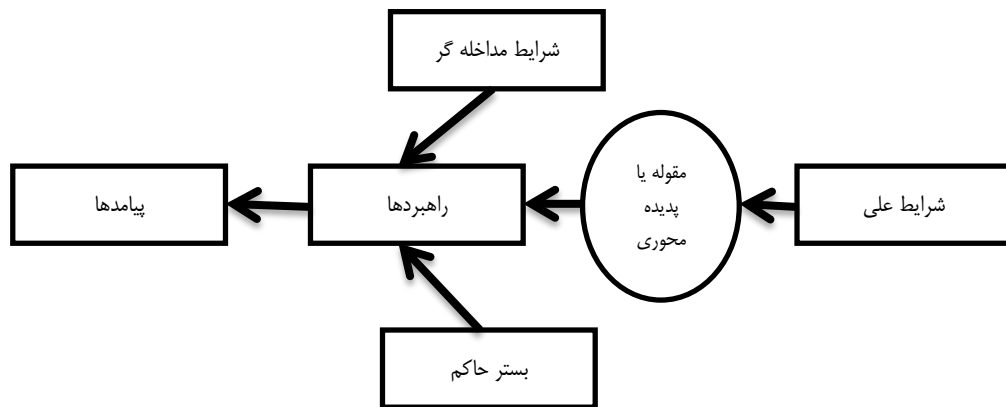 شرایط مداخله گر
مقوله یا
پدیده
محوری
شرایط علی
راهبردها
پیامدها
بستر حاکم